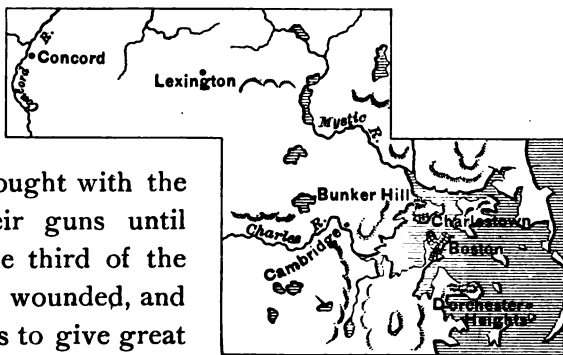 Concord R.
Concord
Lexington
Mystic R.
Bunker Hill
Charlestown
Charles R.
Boston
Cambridge
Dorchester
Heights
ought with the
eir guns until
e third of the
wounded, and
s to give great